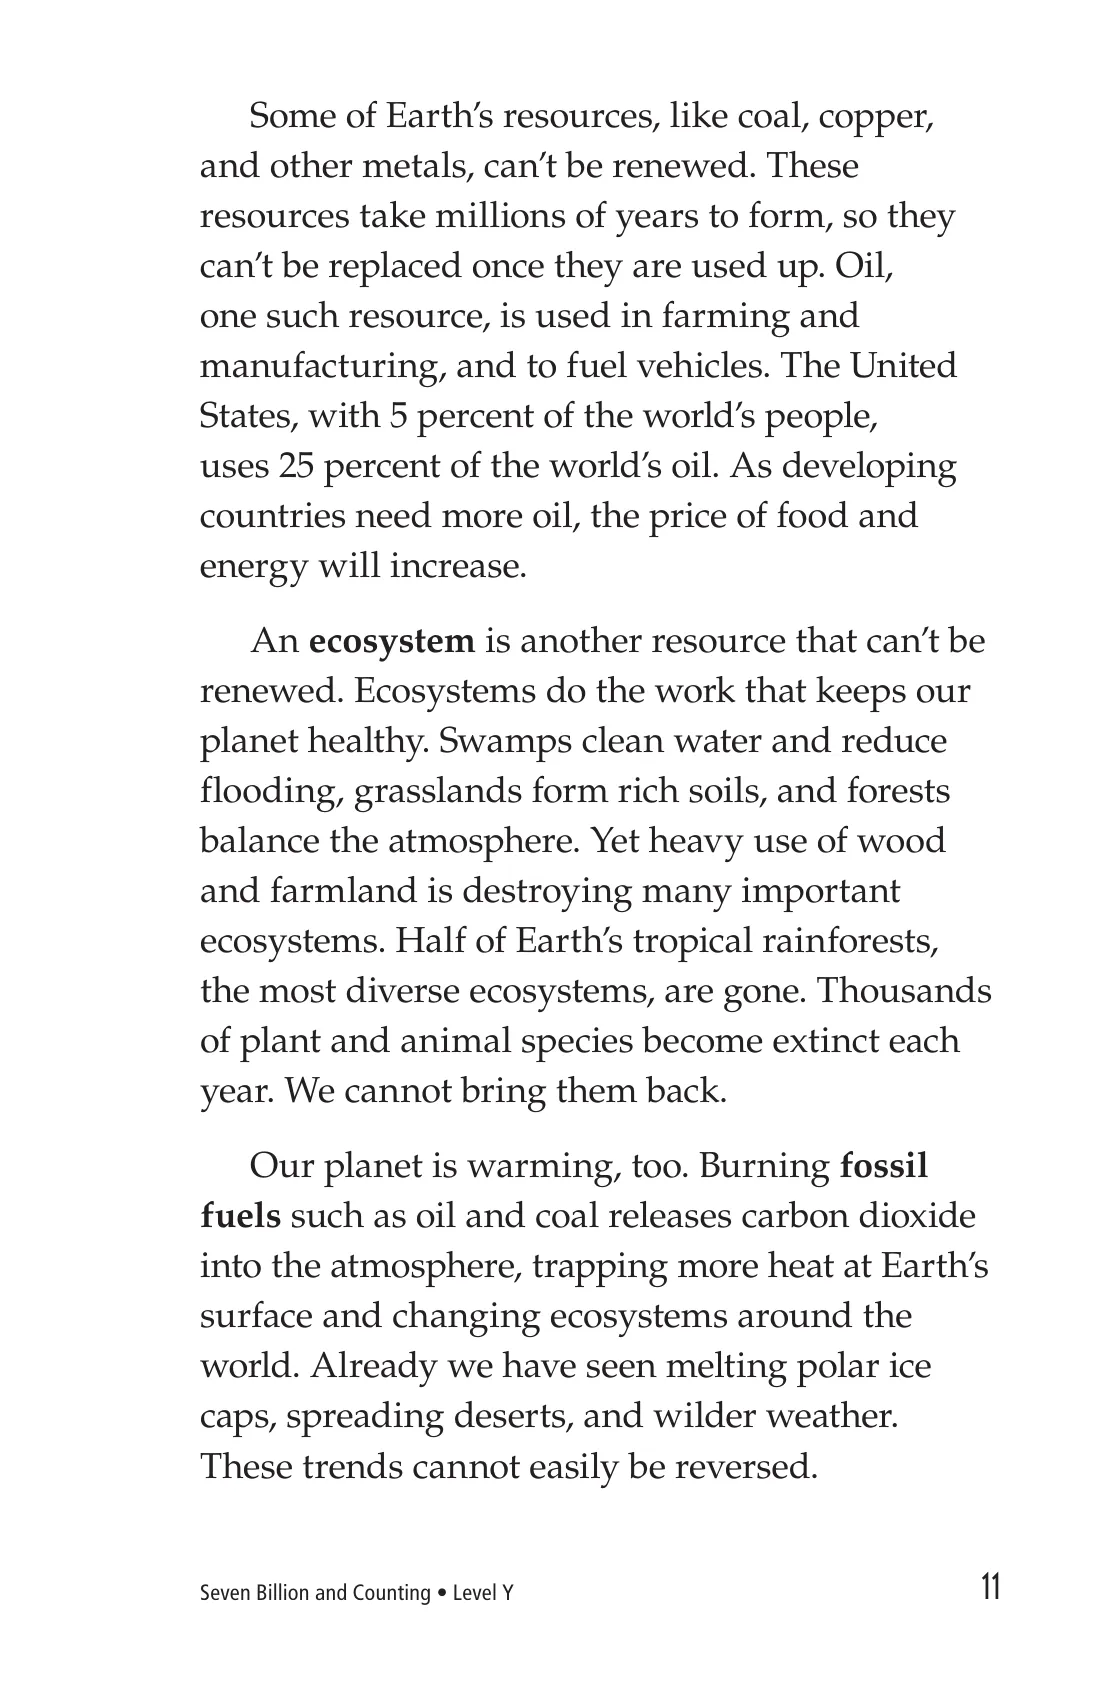 Some of Earth’s resources, like coal, copper,
and other metals, can’t be renewed. These
resources take millions of years to form, so they
can’t be replaced once they are used up. Oil,
one such resource, is used in farming and
manufacturing, and to fuel vehicles. The United
States, with 5 percent of the world’s people,
uses 25 percent of the world’s oil. As developing
countries need more oil, the price of food and
energy will increase.
An ecosystem is another resource that can’t be
renewed. Ecosystems do the work that keeps our
planet healthy. Swamps clean water and reduce
flooding, grasslands form rich soils, and forests
balance the atmosphere. Yet heavy use of wood
and farmland is destroying many important
ecosystems. Half of Earth’s tropical rainforests,
the most diverse ecosystems, are gone. Thousands
of plant and animal species become extinct each
year. We cannot bring them back.
Our planet is warming, too. Burning fossil
fuels such as oil and coal releases carbon dioxide
into the atmosphere, trapping more heat at Earth’s
surface and changing ecosystems around the
world. Already we have seen melting polar ice
caps, spreading deserts, and wilder weather.
These trends cannot easily be reversed.
Seven Billion and Counting • Level Y
11